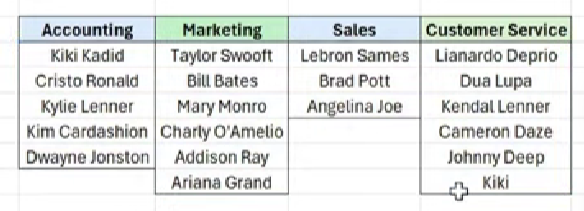 Accounting Marketing Sales Customer Service
Kiki Kadid Taylor Swooft Lebron Sames Lianardo Deprio
Cristo Ronald Bill Bates Brad Pott Dua Lupa
Kylie Lenner Mary Monro Angelina Joe Kendal Lenner
Kim Cardashion Charly O'Amelio Cameron Daze
Dwayne Jonston Addison Ray Johnny Deep
Ariana Grand Kiki